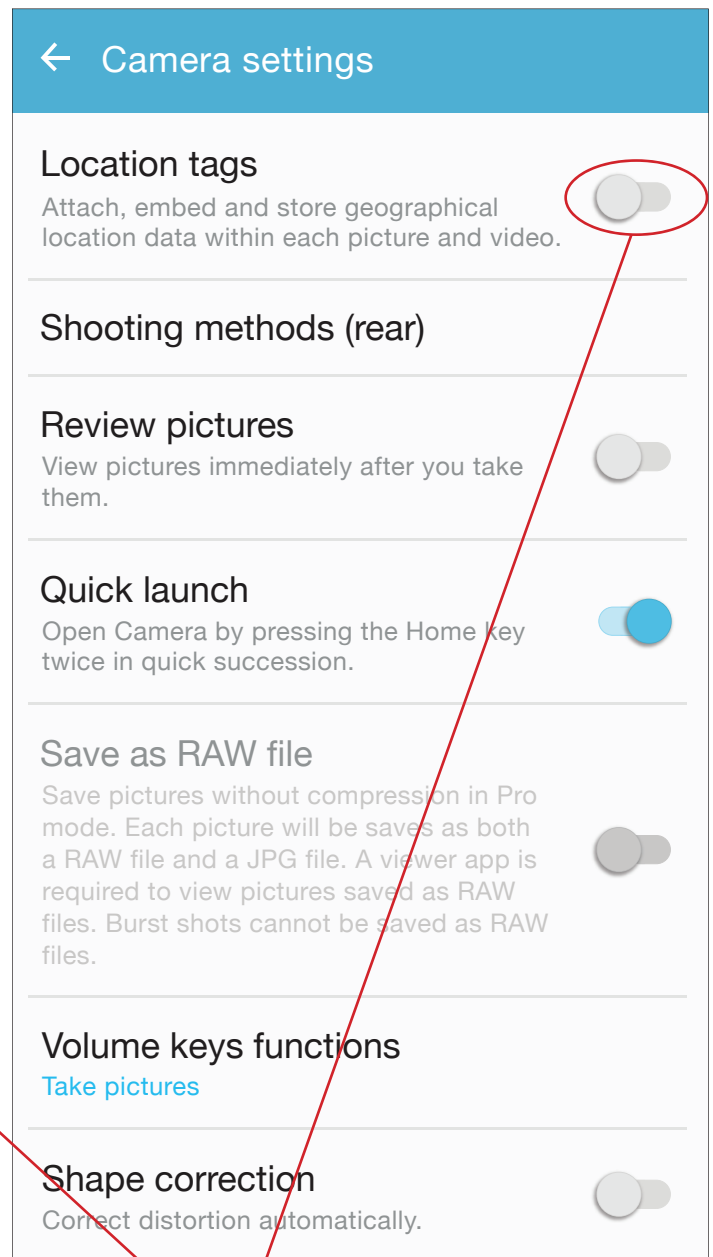 Camera settings
Location tags
Attach, embed and store geographical
location data within each picture and video.
Shooting methods (rear)
Review pictures
View pictures immediately after you take
them.
Quick launch
Open Camera by pressing the Home key
twice in quick succession.
Save as RAW file
Save pictures without compression in Pro
mode. Each picture will be saves as both
a RAW file and a JPG file. A viewer app is
required to view pictures saved as RAW
files. Burst shots cannot be saved as RAW
files.
Volume keys functions
Take pictures
Shape correction
Correct distortion automatically.